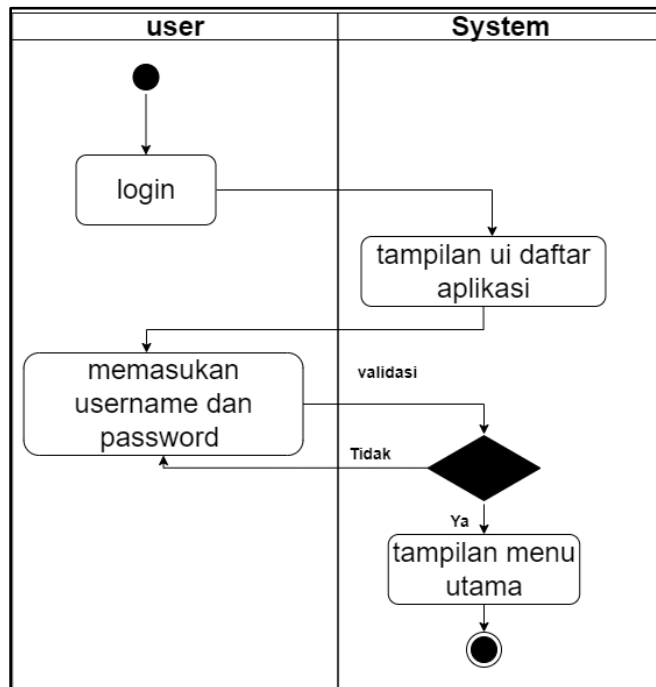 user
System
login
tampilan ui daftar
aplikasi
memasukan
username dan
password
validasi
Tidak
Ya
tampilan menu
utama